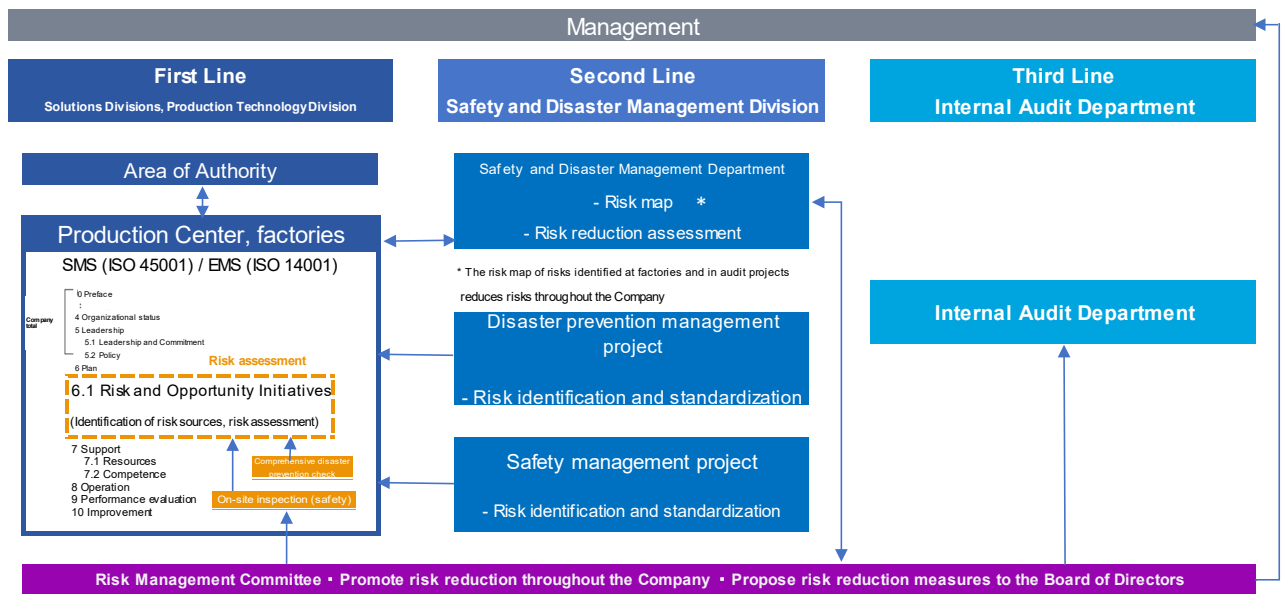 Management
First Line
Solutions Divisions, Production Technology Division
Second Line
Safety and Disaster Management Division
Third Line
Internal Audit Department
Area of Authority
Production Center, factories
SMS (ISO 45001) / EMS (ISO 14001)
Company
total
0 Preface
:
4 Organizational status
5 Leadership
5.1 Leadership and Commitment
5.2 Policy
6 Plan
Risk assessment
6.1 Risk and Opportunity Initiatives
(Identification of risk sources, risk assessment)
7 Support
7.1 Resources
7.2 Competence
8 Operation
9 Performance evaluation
10 Improvement
Comprehensive disaster
prevention check
On-site inspection (safety)
Safety and Disaster Management Department
- Risk map *
- Risk reduction assessment
* The risk map of risks identified at factories and in audit projects
reduces risks throughout the Company
Disaster prevention management
project
- Risk identification and standardization
Safety management project
- Risk identification and standardization
Internal Audit Department
Risk Management Committee・Promote risk reduction throughout the Company・Propose risk reduction measures to the Board of Directors